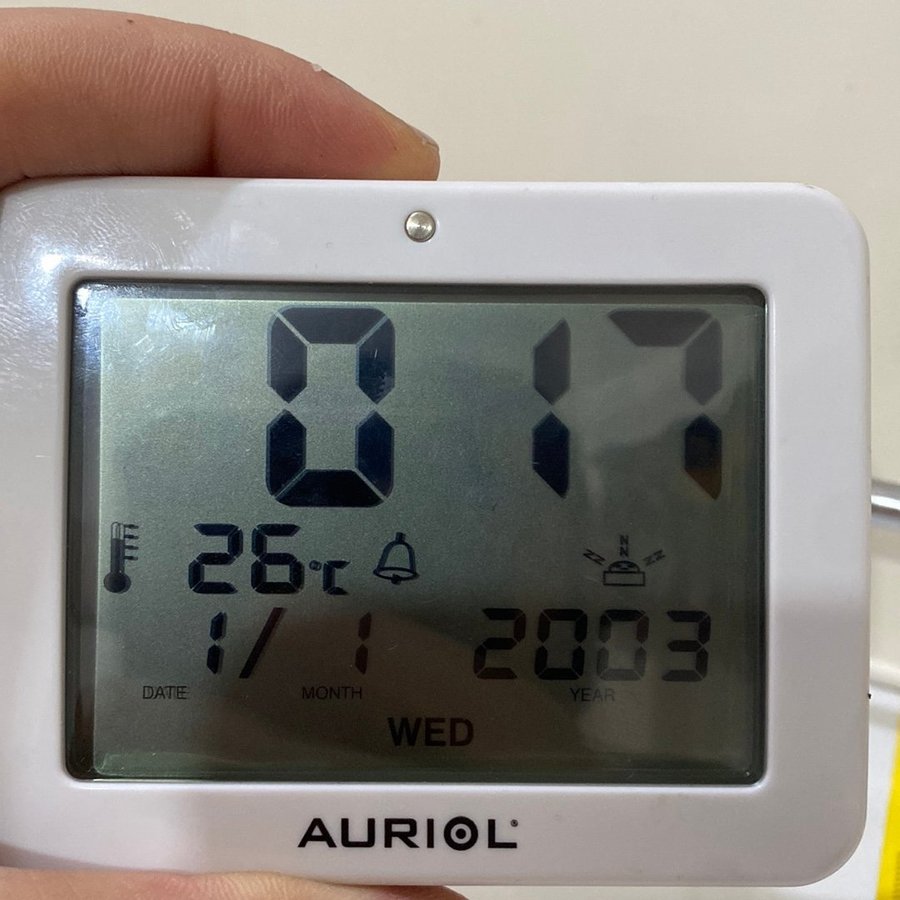 0 17
26°C
1/ 1 2003
DATE MONTH YEAR
WED
AURIOL